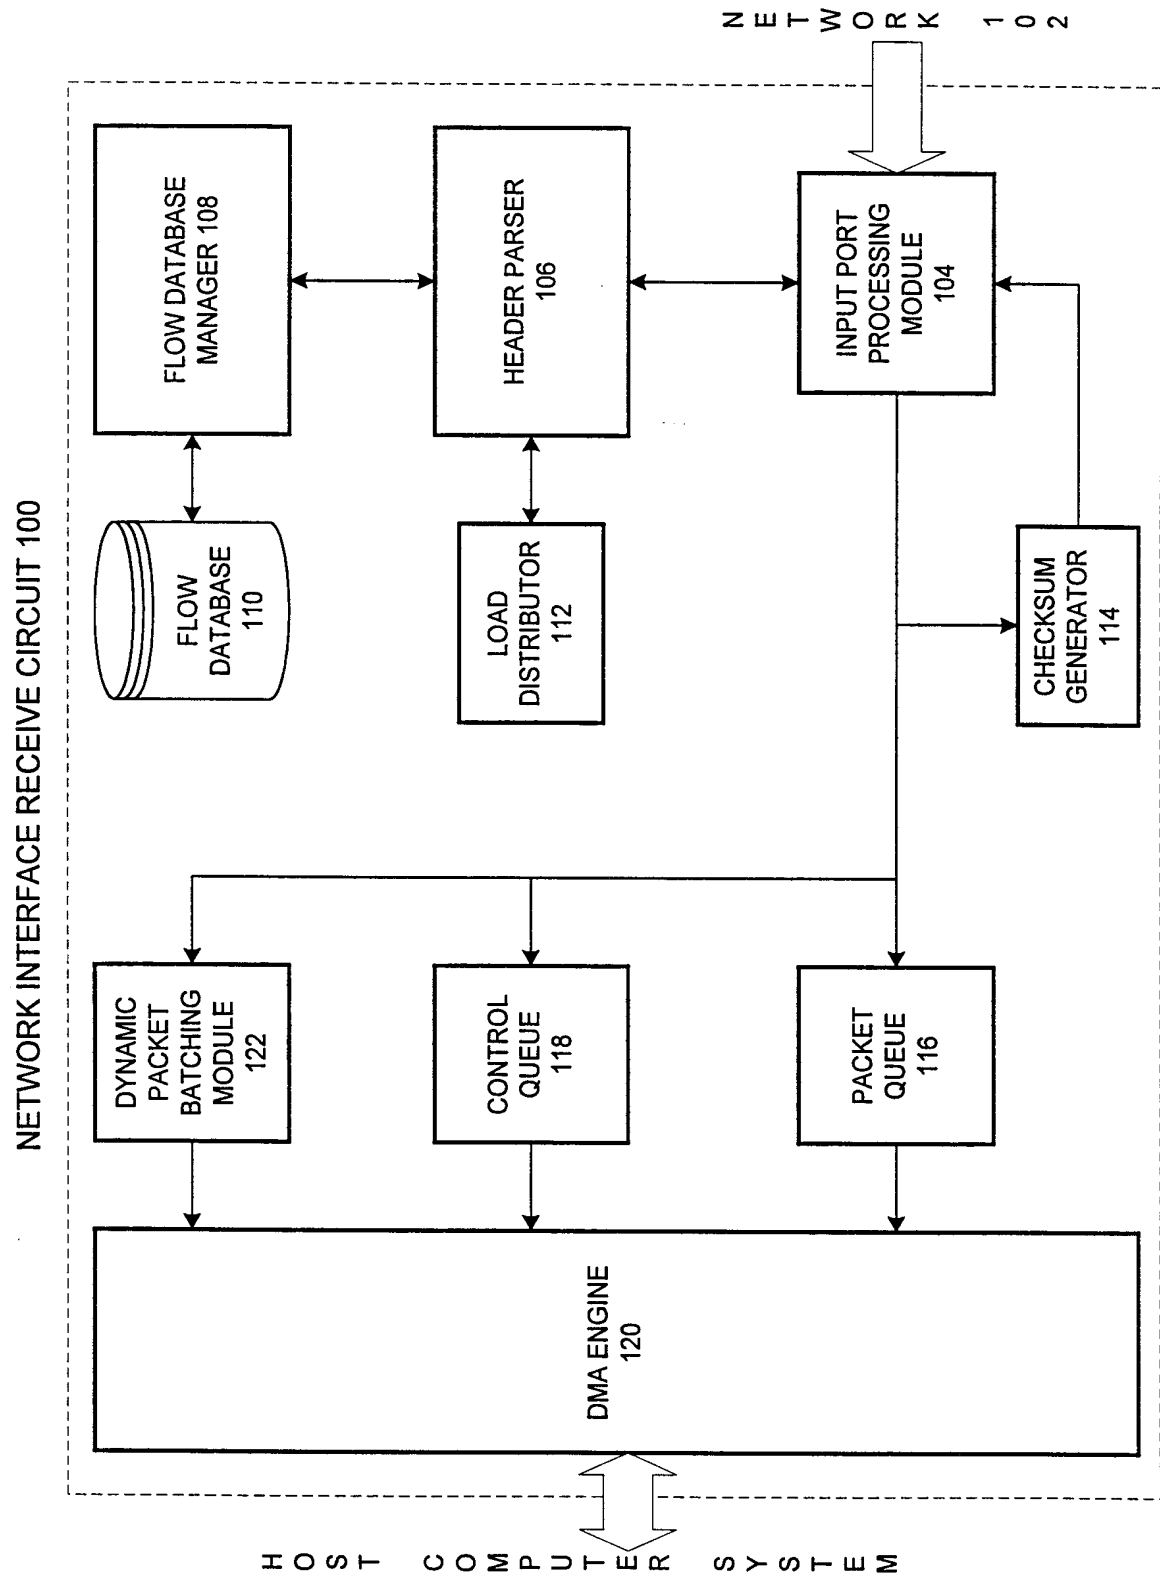 NETWORK INTERFACE RECEIVE CIRCUIT 100
HOST COMPUTER SYSTEM
DMA ENGINE
120
DYNAMIC
PACKET
BATCHING
MODULE
122
CONTROL
QUEUE
118
PACKET
QUEUE
116
FLOW
DATABASE
110
LOAD
DISTRIBUTOR
112
CHECKSUM
GENERATOR
114
FLOW DATABASE
MANAGER 108
HEADER PARSER
106
INPUT PORT
PROCESSING
MODULE
104
NETWORK 102